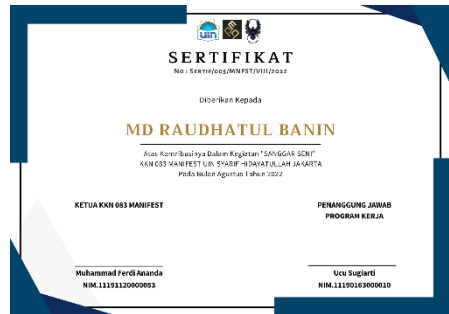 uin
SERTIFIKAT
No : Sertif/005/MNFST/VIII/2022
Diberikan Kepada
MD RAUDHATUL BANIN
Atas Kontribusinya Dalam Kegiatan "SANGGAR SENI"
KKN 083 MANIFEST UIN SYARIF HIDAYATULLAH JAKARTA
Pada Bulan Agustus Tahun 2022
KETUA KKN 083 MANIFEST
PENANGGUNG JAWAB
PROGRAM KERJA
Muhammad Ferdi Ananda
NIM.11191120000053
Ucu Sugiarti
NIM.11190163000010